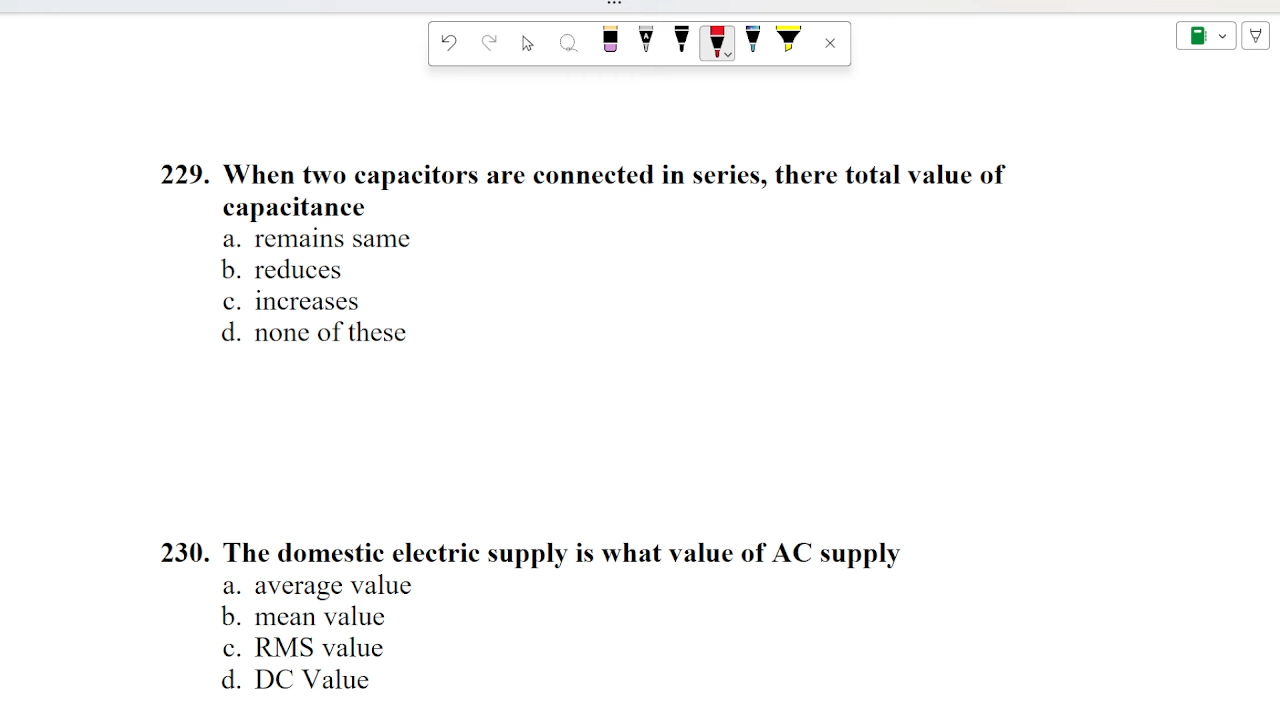 229. When two capacitors are connected in series, there total value of
capacitance
a. remains same
b. reduces
c. increases
d. none of these
230. The domestic electric supply is what value of AC supply
a. average value
b. mean value
c. RMS value
d. DC Value